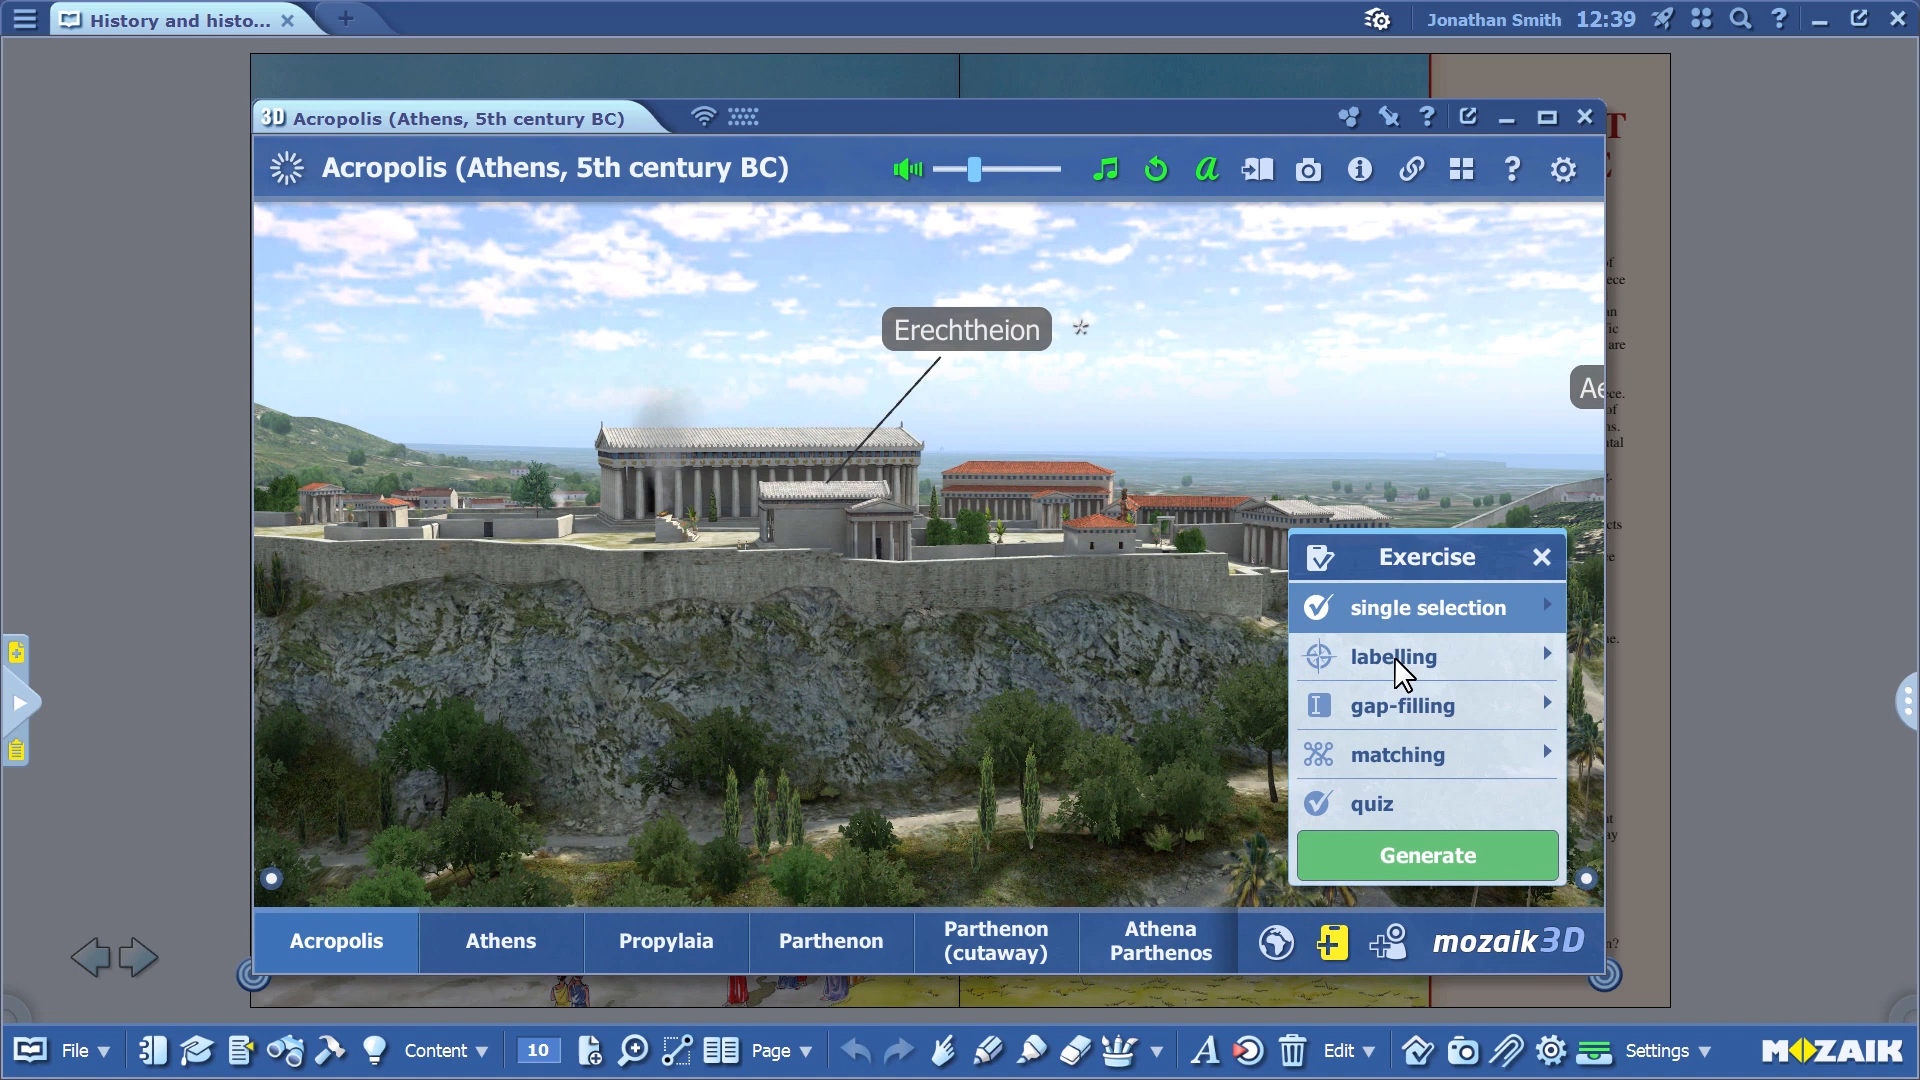 History and histo...
Jonathan Smith 12:39
3D Acropolis (Athens, 5th century BC)
Acropolis (Athens, 5th century BC)
Erechtheion
Exercise
single selection
labelling
gap-filling
matching
quiz
Generate
Acropolis
Athens
Propylaia
Parthenon
Parthenon
(cutaway)
Athena
Parthenos
mozaik3D
File
Content
10
Page
Edit
Settings
MOZAIK